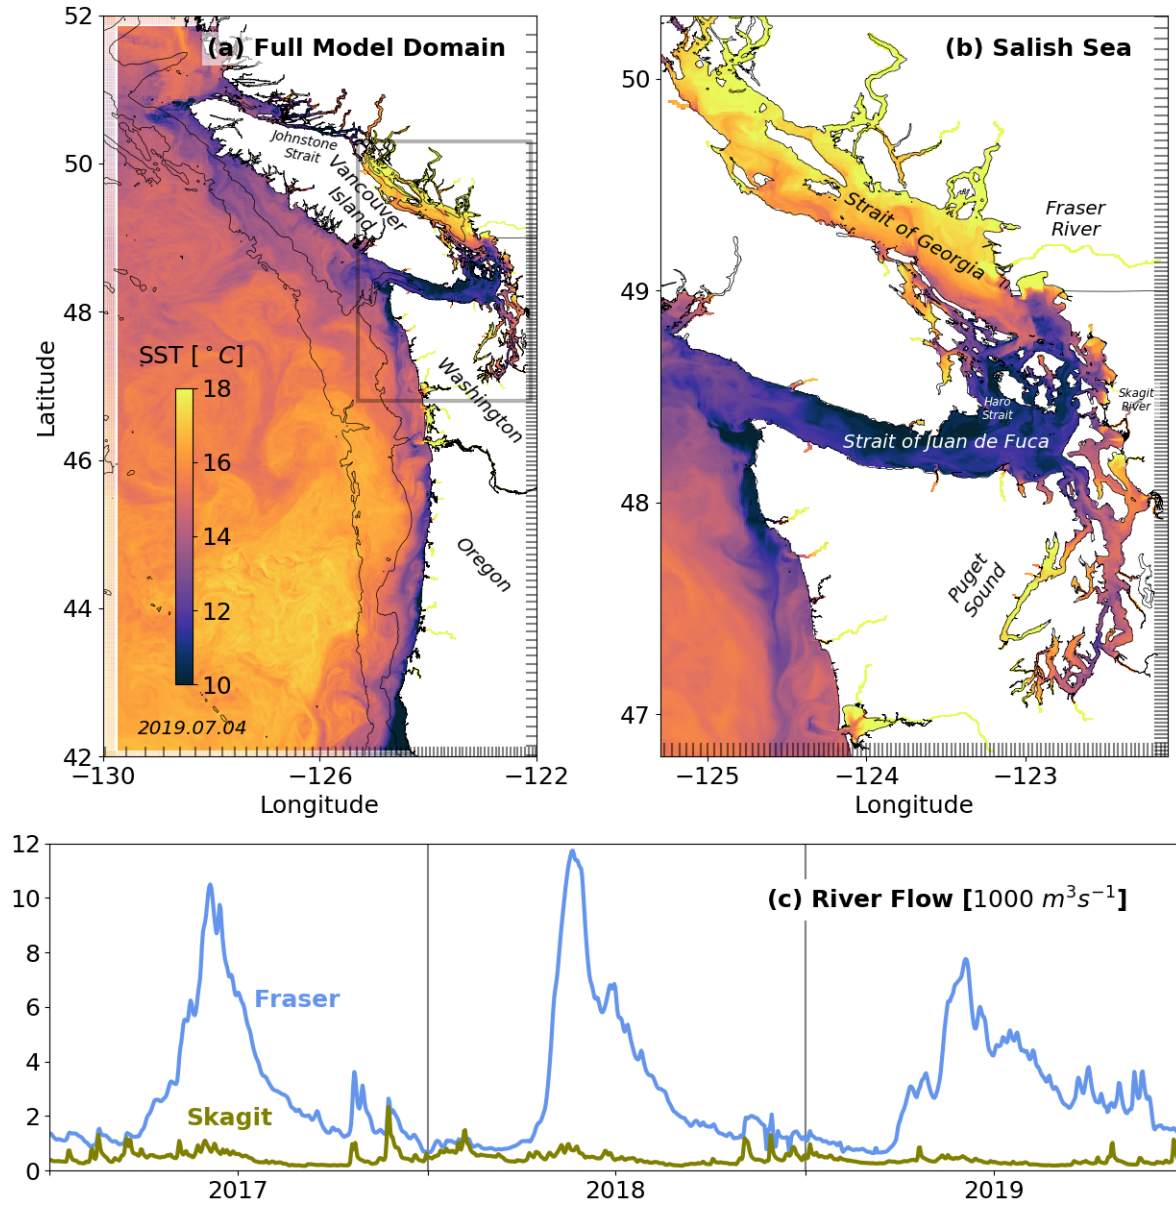 (a) Full Model Domain
52
50
48
46
44
42
Latitude
Johnstone
Strait
Vancouver
Island
Washington
Oregon
SST [°C]
18
16
14
12
10
2019.07.04
−130
−126
−122
Longitude
(b) Salish Sea
50
49
48
47
Strait of Georgia
Fraser
River
Haro
Strait
Skagit
River
Strait of Juan de Fuca
Puget
Sound
−125
−124
−123
Longitude
(c) River Flow [1000 m³s⁻¹]
12
10
8
6
4
2
0
Fraser
Skagit
2017
2018
2019